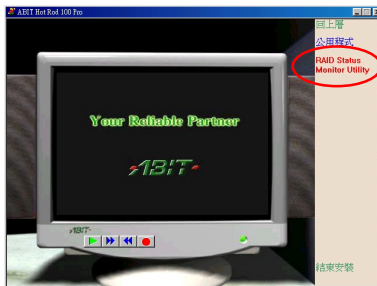 ABIT Hot Rod 100 Pro
回上層
公用程式
RAID Status
Monitor Utility
Your Reliable Partner
ABIT
ABIT
結束安裝